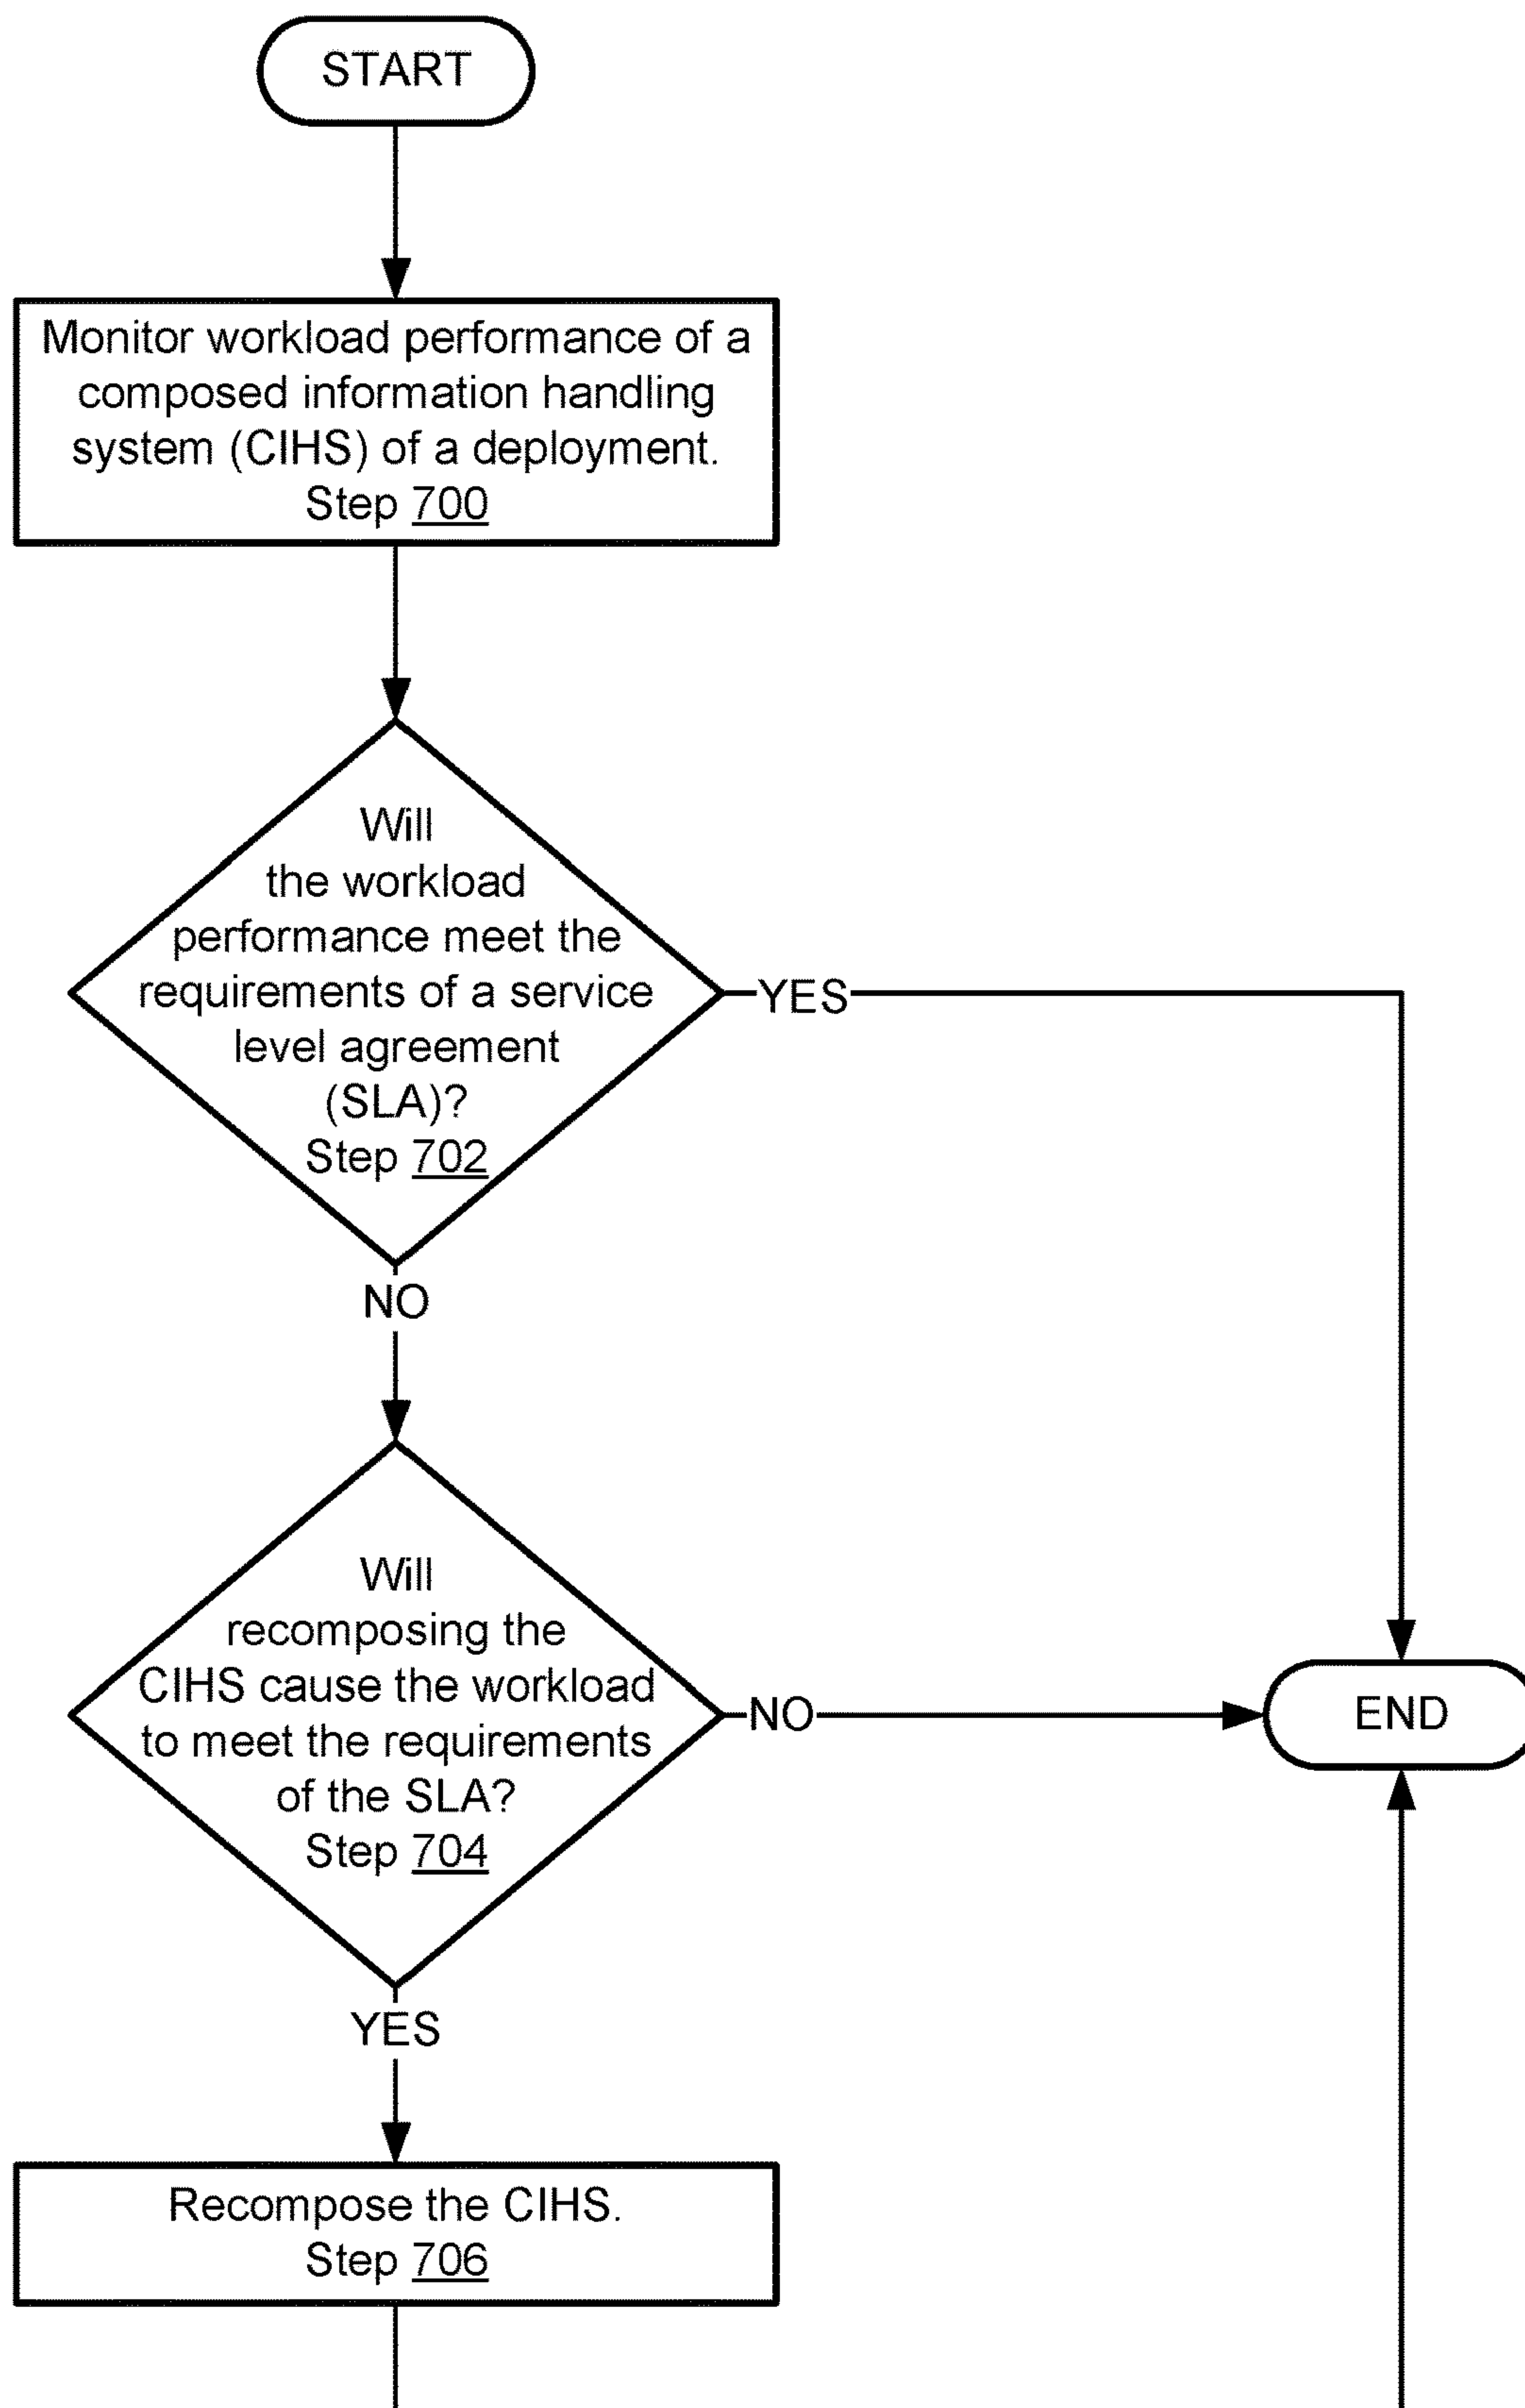 START
Monitor workload performance of a
composed information handling
system (CIHS) of a deployment.
Step 700
Will
the workload
performance meet the
requirements of a service
level agreement
(SLA)?
Step 702
YES
NO
Will
recomposing the
CIHS cause the workload
to meet the requirements
of the SLA?
Step 704
NO
END
YES
Recompose the CIHS.
Step 706